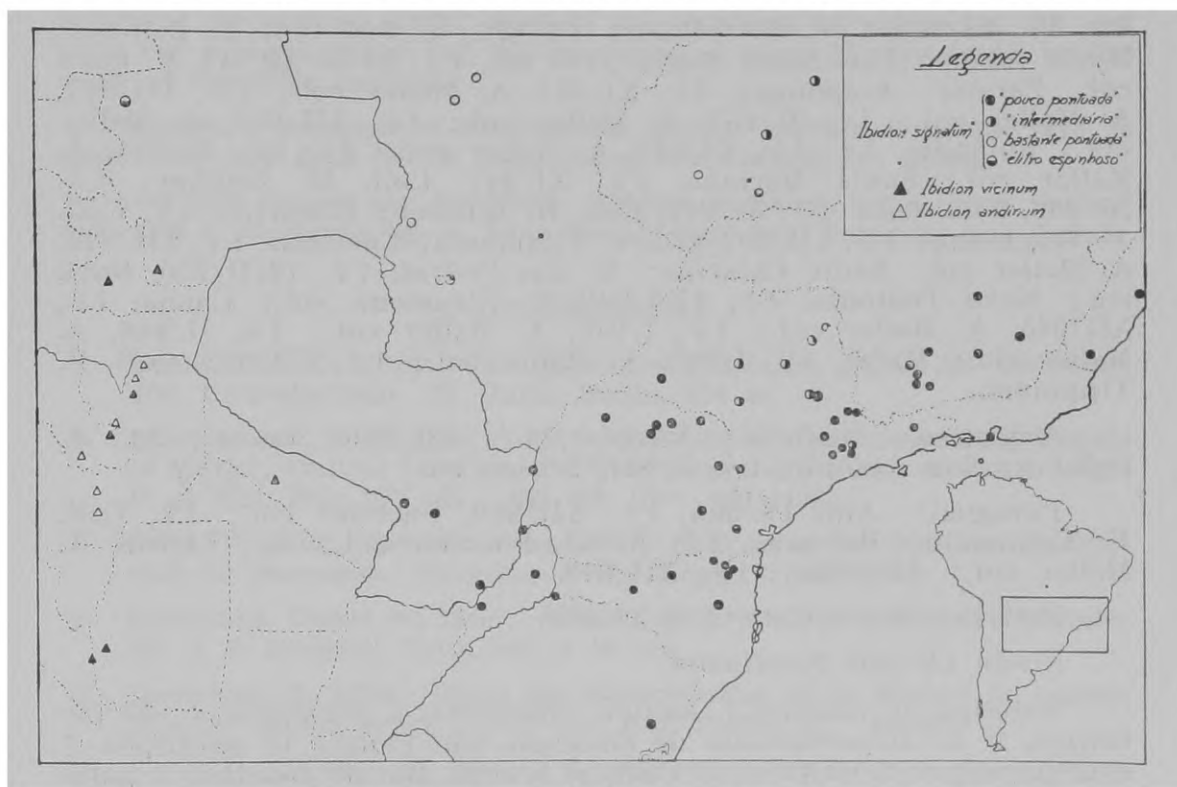 Legenda
"pouco pontuada"
"intermediária"
Ibidion signatum
"bastante pontuada"
"élitro espinhoso"
Ibidion vicinum
Ibidion andinum